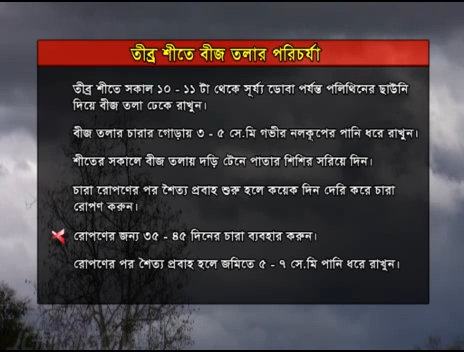 তীব্র শীতে বীজ তলার পরিচর্যা
তীব্র শীতে সকাল ১০ - ১১ টা থেকে সূর্য্য ডোবা পর্যন্ত পলিথিনের ছাউনি
দিয়ে বীজ তলা ঢেকে রাখুন।
বীজ তলার চারার গোড়ায় ৩ - ৫ সে.মি গভীর নলকূপের পানি ধরে রাখুন।
শীতের সকালে বীজ তলায় দড়ি টেনে পাতার শিশির সরিয়ে দিন।
চারা রোপণের পর শৈত্য প্রবাহ শুরু হলে কয়েক দিন দেরি করে চারা
রোপণ করুন।
রোপণের জন্য ৩৫ - ৪৫ দিনের চারা ব্যবহার করুন।
রোপণের পর শৈত্য প্রবাহ হলে জমিতে ৫ - ৭ সে.মি পানি ধরে রাখুন।